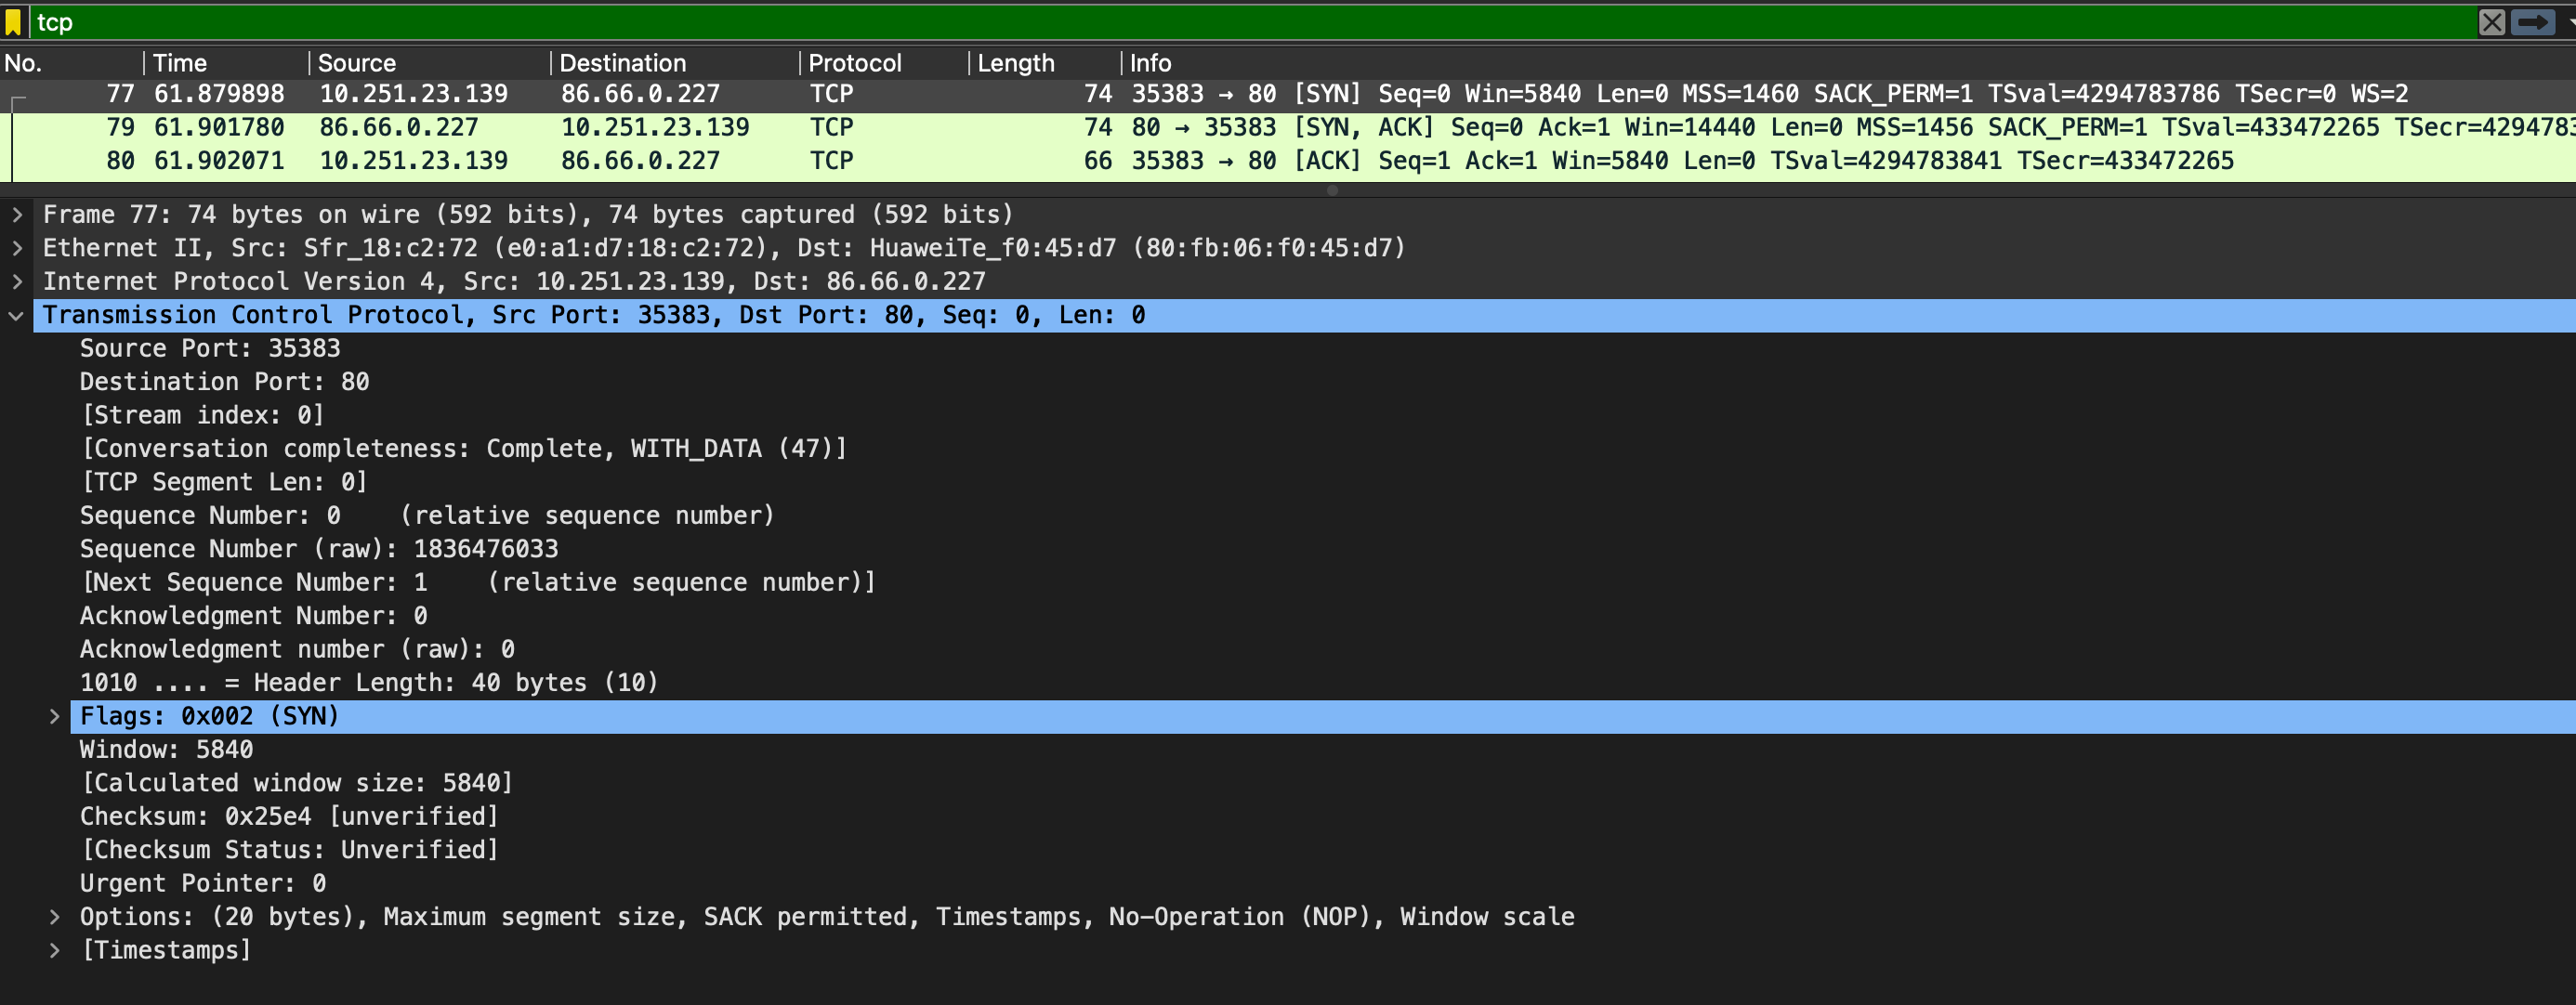 tcp
No. Time Source Destination Protocol Length Info
77 61.879898 10.251.23.139 86.66.0.227 TCP 74 35383 → 80 [SYN] Seq=0 Win=5840 Len=0 MSS=1460 SACK_PERM=1 TSval=4294783786 TSecr=0 WS=2
79 61.901780 86.66.0.227 10.251.23.139 TCP 74 80 → 35383 [SYN, ACK] Seq=0 Ack=1 Win=14440 Len=0 MSS=1456 SACK_PERM=1 TSval=433472265 TSecr=4294783
80 61.902071 10.251.23.139 86.66.0.227 TCP 66 35383 → 80 [ACK] Seq=1 Ack=1 Win=5840 Len=0 TSval=4294783841 TSecr=433472265
Frame 77: 74 bytes on wire (592 bits), 74 bytes captured (592 bits)
Ethernet II, Src: Sfr_18:c2:72 (e0:a1:d7:18:c2:72), Dst: HuaweiTe_f0:45:d7 (80:fb:06:f0:45:d7)
Internet Protocol Version 4, Src: 10.251.23.139, Dst: 86.66.0.227
Transmission Control Protocol, Src Port: 35383, Dst Port: 80, Seq: 0, Len: 0
Source Port: 35383
Destination Port: 80
[Stream index: 0]
[Conversation completeness: Complete, WITH_DATA (47)]
[TCP Segment Len: 0]
Sequence Number: 0 (relative sequence number)
Sequence Number (raw): 1836476033
[Next Sequence Number: 1 (relative sequence number)]
Acknowledgment Number: 0
Acknowledgment number (raw): 0
1010 .... = Header Length: 40 bytes (10)
Flags: 0x002 (SYN)
Window: 5840
[Calculated window size: 5840]
Checksum: 0x25e4 [unverified]
[Checksum Status: Unverified]
Urgent Pointer: 0
Options: (20 bytes), Maximum segment size, SACK permitted, Timestamps, No-Operation (NOP), Window scale
[Timestamps]